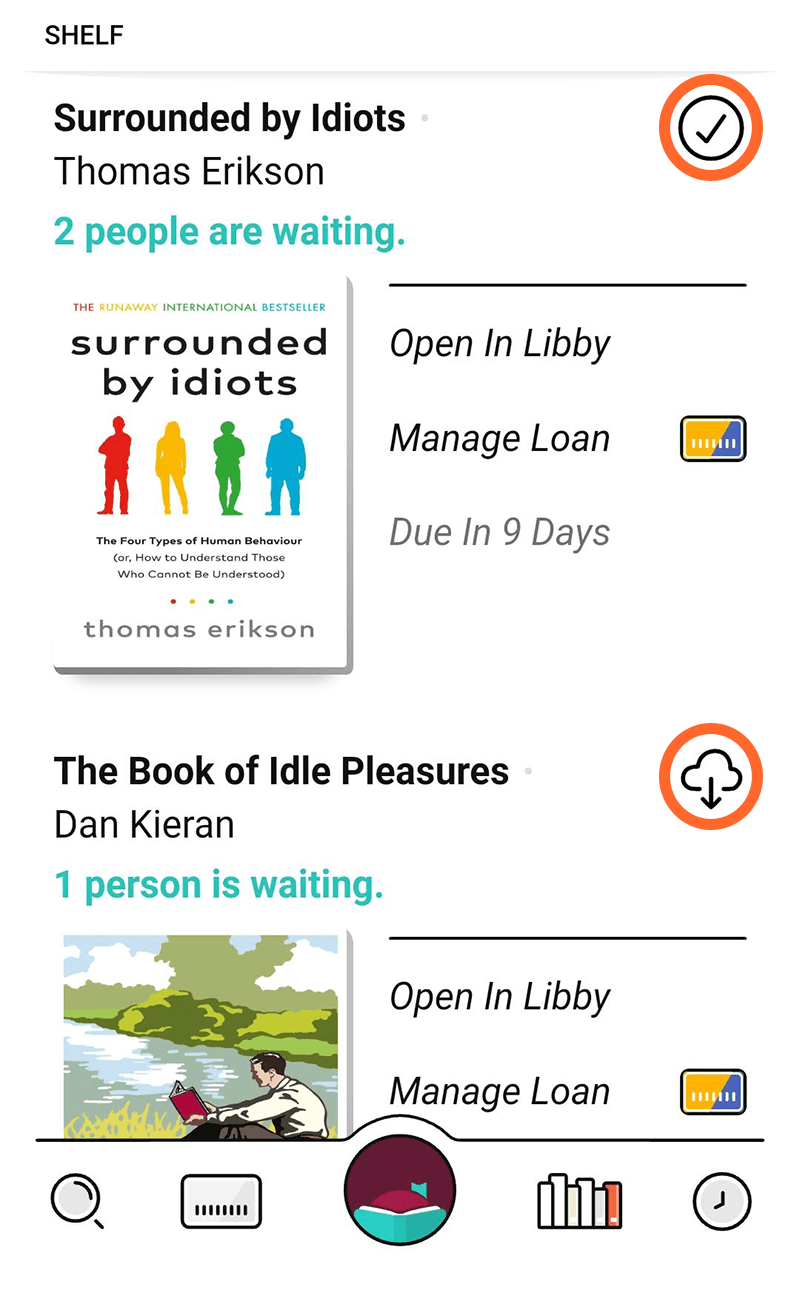 SHELF
Surrounded by Idiots
Thomas Erikson
2 people are waiting.
THE RUNAWAY INTERNATIONAL BESTSELLER
surrounded
by idiots
The Four Types of Human Behaviour
(or, How to Understand Those
Who Cannot Be Understood)
thomas erikson
Open In Libby
Manage Loan
Due In 9 Days
The Book of Idle Pleasures
Dan Kieran
1 person is waiting.
Open In Libby
Manage Loan